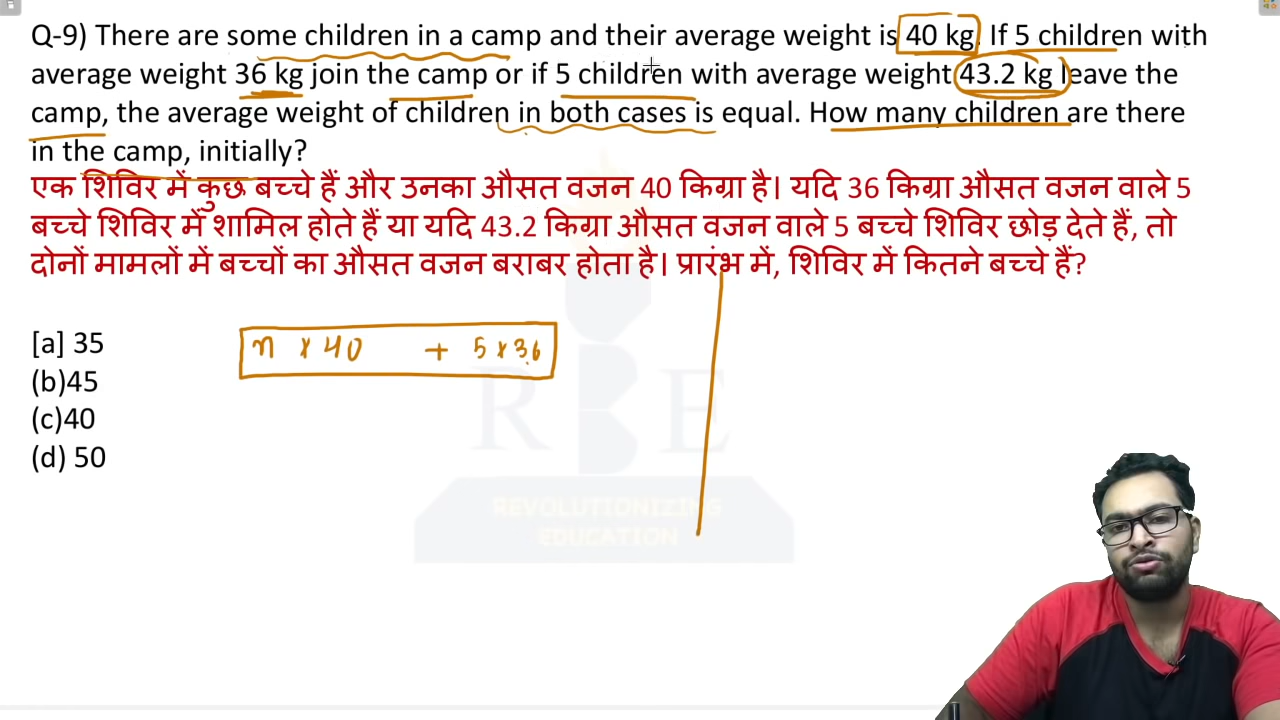 Q-9) There are some children in a camp and their average weight is 40 kg. If 5 children with
average weight 36 kg join the camp or if 5 children with average weight 43.2 kg leave the
camp, the average weight of children in both cases is equal. How many children are there
in the camp, initially?
एक शिविर में कुछ बच्चे हैं और उनका औसत वजन 40 किग्रा है। यदि 36 किग्रा औसत वजन वाले 5
बच्चे शिविर में शामिल होते हैं या यदि 43.2 किग्रा औसत वजन वाले 5 बच्चे शिविर छोड़ देते हैं, तो
दोनों मामलों में बच्चों का औसत वजन बराबर होता है। प्रारंभ में, शिविर में कितने बच्चे हैं?
[a] 35
(b)45
(c)40
(d) 50
n × 40 + 5 × 36
R B E
REVOLUTIONIZING
EDUCATION